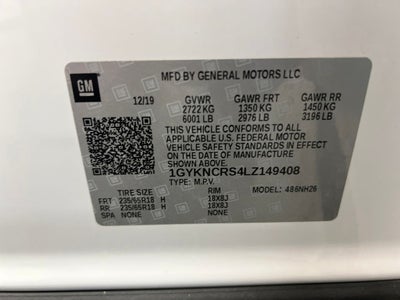 GM
MFD BY GENERAL MOTORS LLC
12/19 GVWR GAWR FRT GAWR RR
2722 KG 1350 KG 1450 KG
6001 LB 2976 LB 3196 LB
THIS VEHICLE CONFORMS TO ALL
APPLICABLE U.S. FEDERAL MOTOR
VEHICLE SAFETY STANDARDS IN EFFECT ON
THE DATE OF MANUFACTURE SHOWN ABOVE.
1GYKNCRS4LZ149408
TYPE: M.P.V. MODEL: 486NH26
TIRE SIZE RIM
FRT 235/65R18 H 18X8J
RR 235/65R18 H 18X8J
SPA NONE NONE